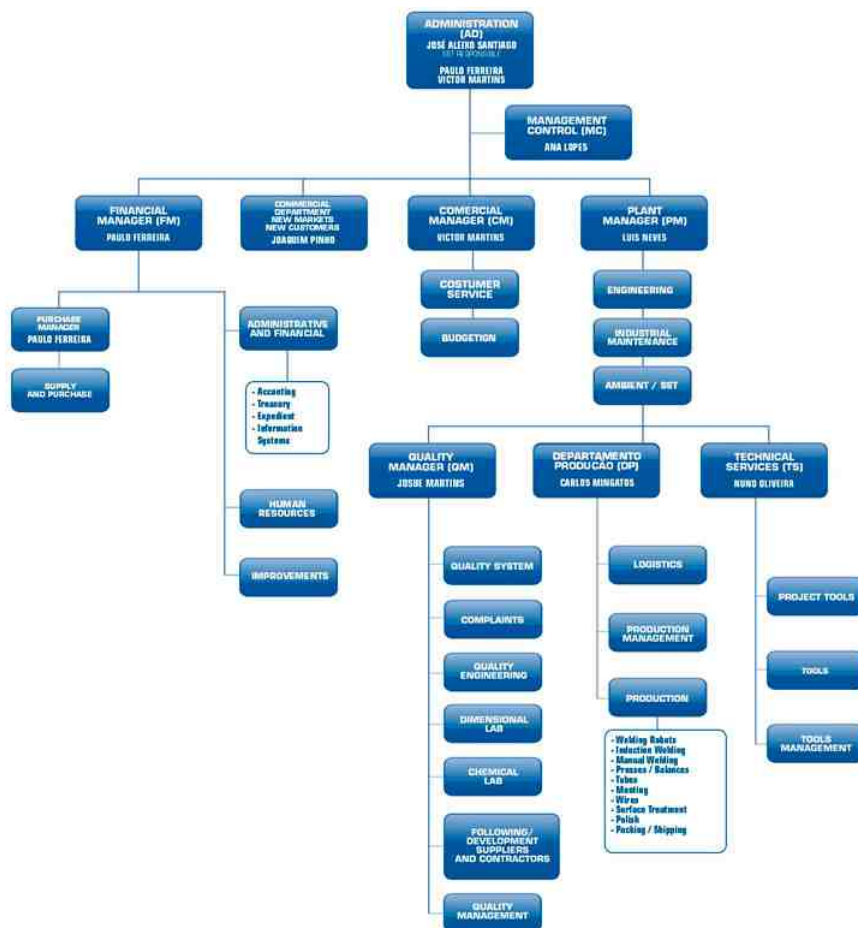 ADMINISTRATION
(AD)
JOSÉ ALEIXO SANTIAGO
SST RESPONSIBLE
PAULO FERREIRA
VICTOR MARTINS
MANAGEMENT
CONTROL (MC)
ANA LOPES
FINANCIAL
MANAGER (FM)
PAULO FERREIRA
COMMERCIAL
DEPARTMENT
NEW MARKETS
NEW CUSTOMERS
JOAQUIM PINHO
COMERCIAL
MANAGER (CM)
VICTOR MARTINS
PLANT
MANAGER (PM)
LUIS NEVES
COSTUMER
SERVICE
ENGINEERING
PURCHASE
MANAGER
PAULO FERREIRA
ADMINISTRATIVE
AND FINANCIAL
BUDGETION
INDUSTRIAL
MAINTENANCE
SUPPLY
AND PURCHASE
- Accounting
- Treasury
- Expedient
- Information
Systems
AMBIENT / SST
QUALITY
MANAGER (QM)
JOSUE MARTINS
DEPARTAMENTO
PRODUCÃO (DP)
CARLOS MINGATOS
TECHNICAL
SERVICES (TS)
NUNO OLIVEIRA
HUMAN
RESOURCES
IMPROVEMENTS
QUALITY SYSTEM
LOGISTICS
PROJECT TOOLS
COMPLAINTS
PRODUCTION
MANAGEMENT
QUALITY
ENGINEERING
TOOLS
PRODUCTION
DIMENSIONAL
LAB
TOOLS
MANAGEMENT
- Welding Robots
- Induction Welding
- Manual Welding
- Presses / Balances
- Tubes
- Monting
- Wires
- Surface Treatment
- Polish
- Packing / Shipping
CHEMICAL
LAB
FOLLOWING/
DEVELOPMENT
SUPPLIERS
AND CONTRACTORS
QUALITY
MANAGEMENT